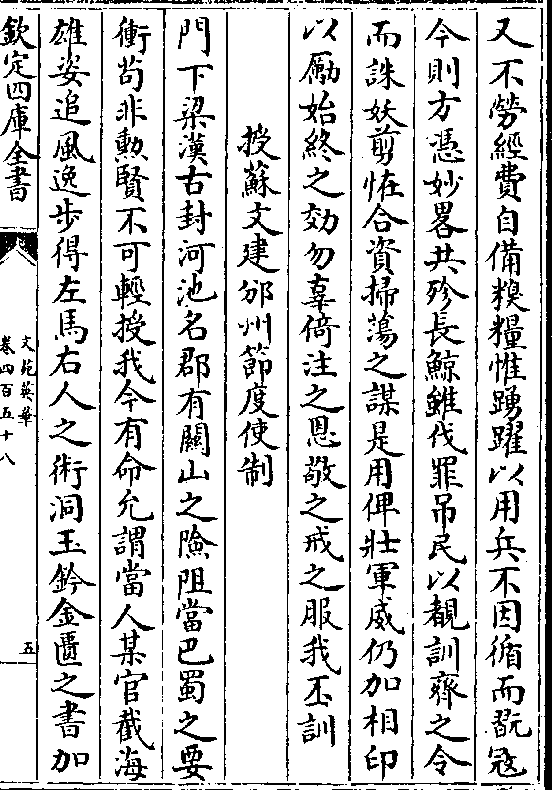 又不勞經費自備糗糧惟踴躍以用兵不因循而翫冦
今則方憑妙畧共殄長鯨雖伐罪吊民以覩訓齊之令
而誅妖剪恠合資掃蕩之謀是用俾壯軍威仍加相印
以勵始終之効勿辜倚注之恩敬之戒之服我丕訓
授蘇文建邠州節度使制
門下梁漢古封河池名郡有關山之險阻當巴蜀之要
衝茍非勲賢不可輕授我今有命允謂當人某官截海
雄姿追風逸步得左馬右人之術洞玉鈐金匱之書加
欽定四庫全書
文苑英華
卷四百五十八
五